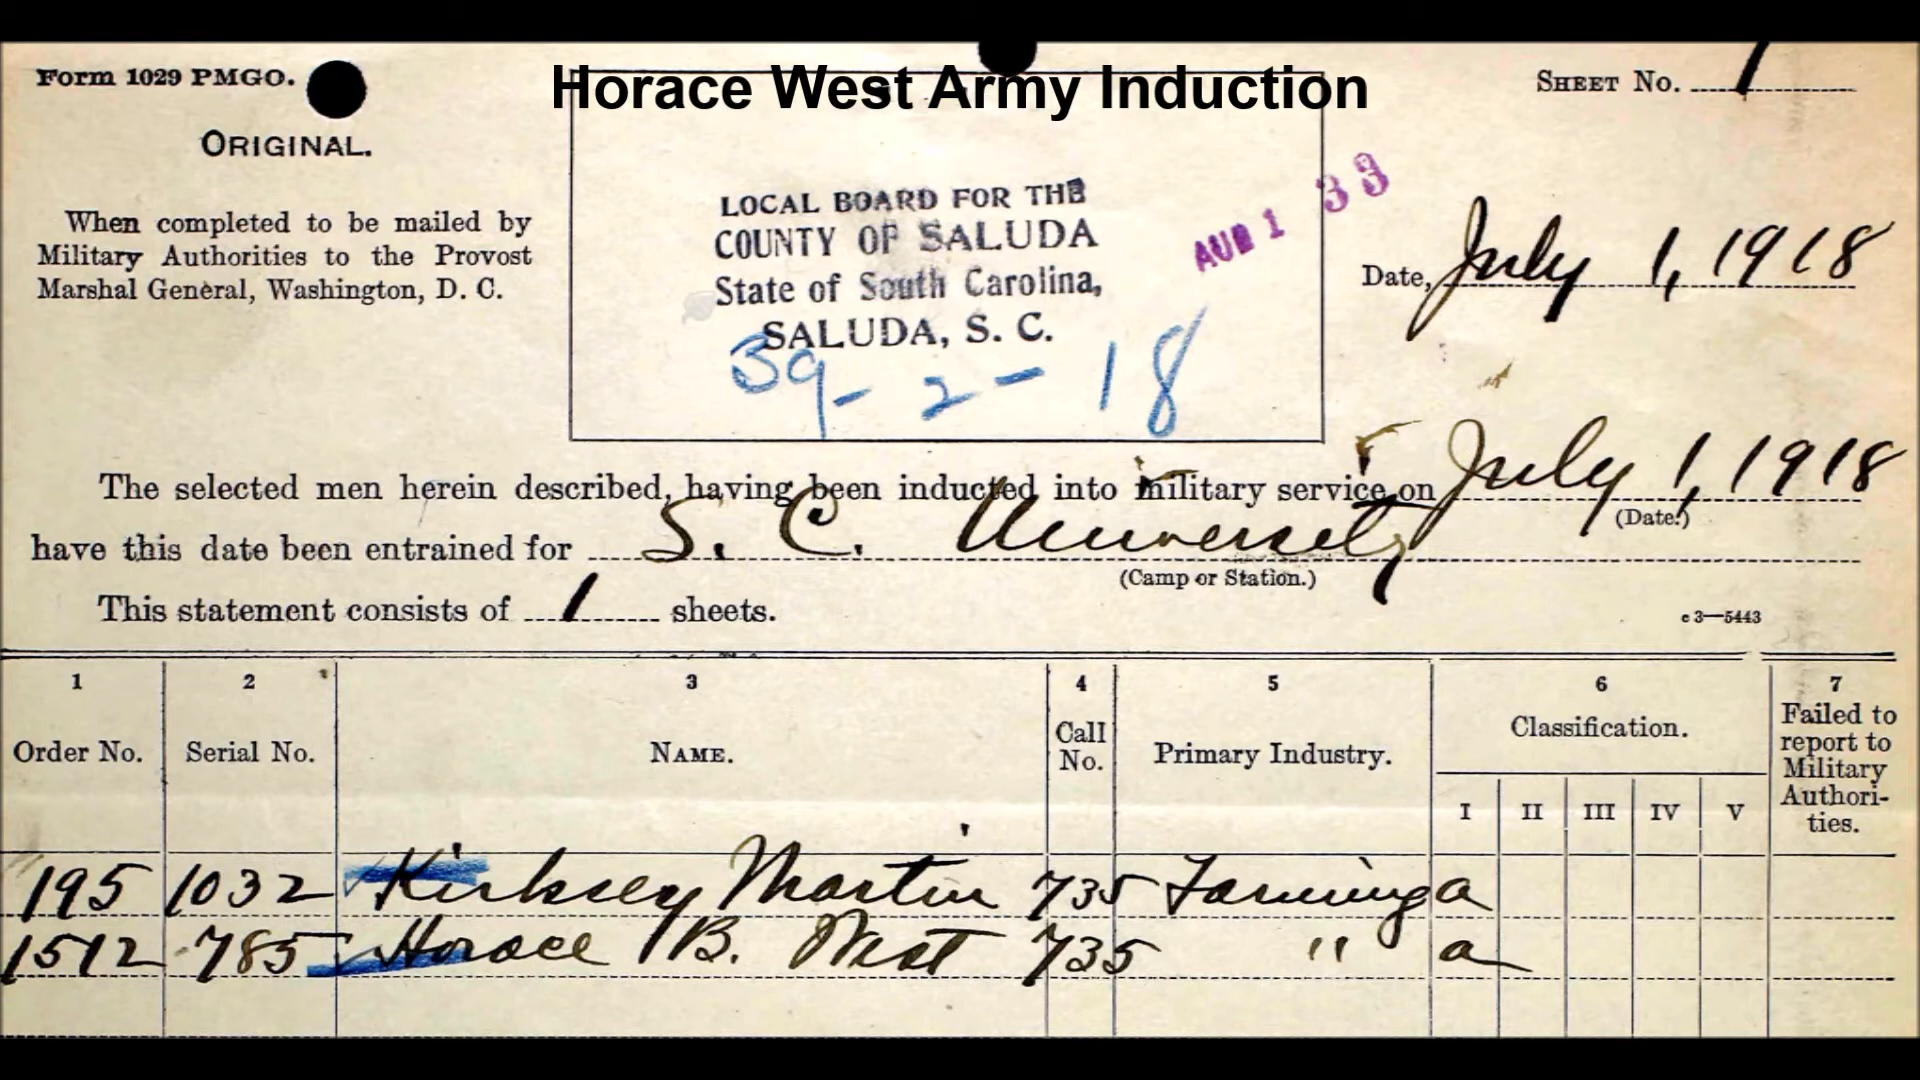 Horace West Army Induction
Form 1029 PMGO.
SHEET NO. 1
ORIGINAL.
When completed to be mailed by
Military Authorities to the Provost
Marshal General, Washington, D. C.
LOCAL BOARD FOR THE
COUNTY OF SALUDA
State of South Carolina,
SALUDA, S. C.
39-2-18
AUG 1 33
Date, July 1, 1918
The selected men herein described, having been inducted into military service on July 1, 1918
(Date.)
have this date been entrained for S. C. University
(Camp or Station.)
This statement consists of 1 sheets.
c 3—5443
1 2 3 4 5 6 7
Order No. Serial No. NAME. Call No. Primary Industry. Classification. Failed to report to Military Authori-ties.
I II III IV V
195 1032 Kirksey Martin 735 Farming a
1512 785 Horace B. West 735 " a